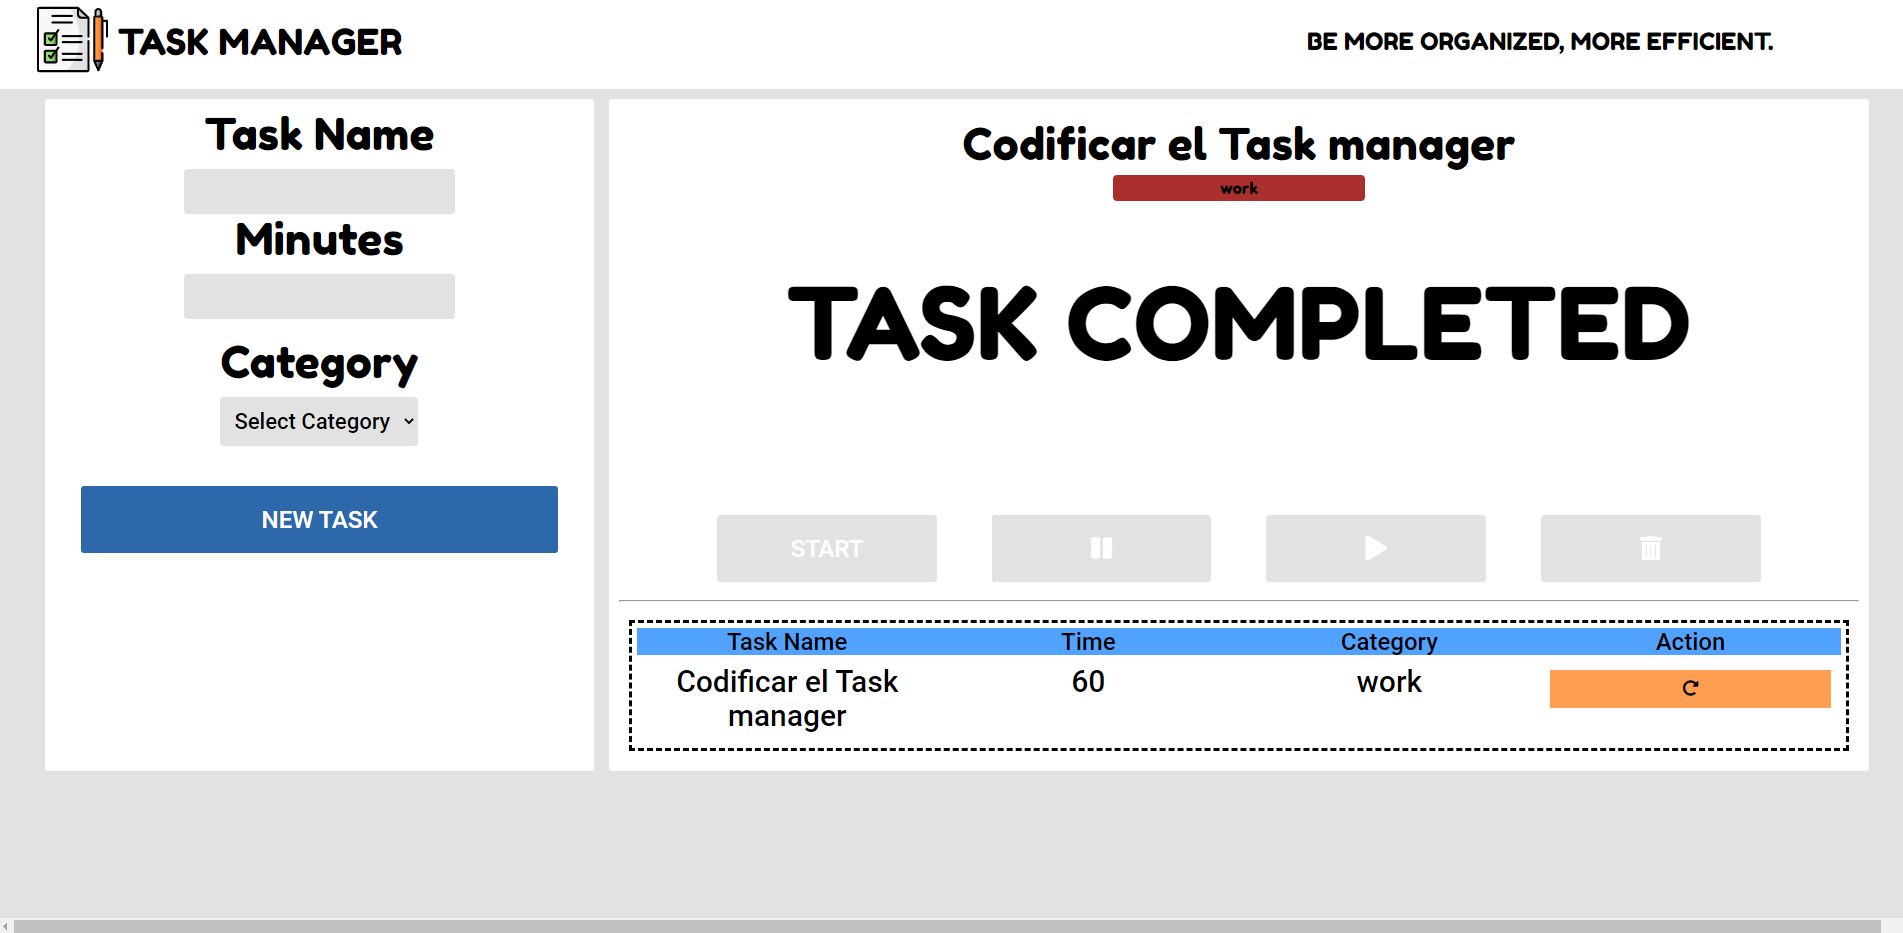 TASK MANAGER
BE MORE ORGANIZED, MORE EFFICIENT.
Task Name
Minutes
Category
Select Category
NEW TASK
Codificar el Task manager
work
TASK COMPLETED
START
Task Name Time Category Action
Codificar el Task 60 work
manager